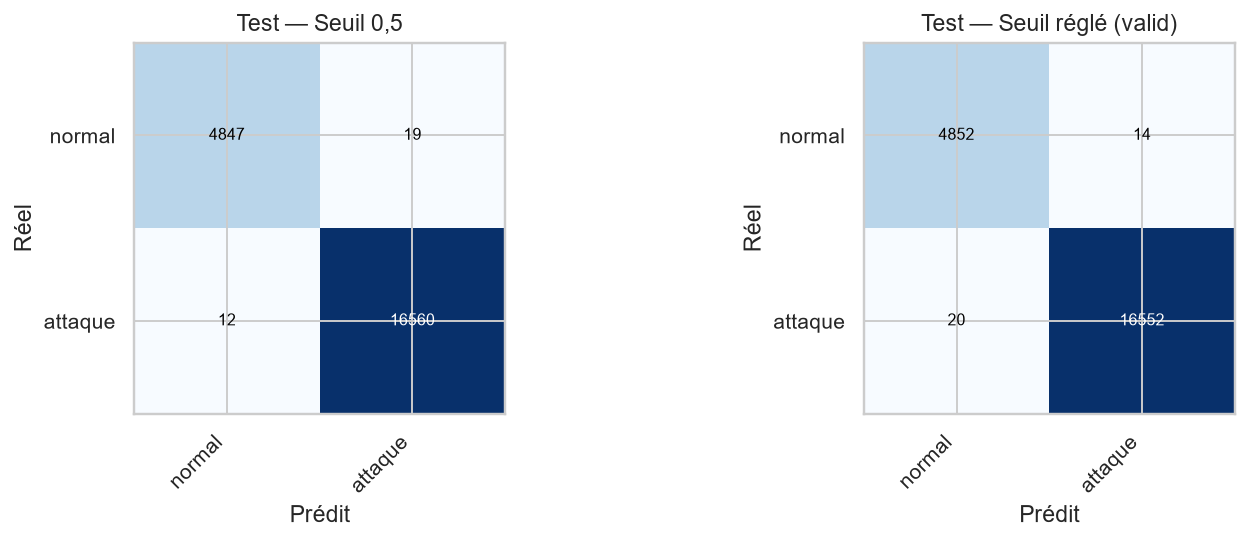 Test — Seuil 0,5
normal
4847
19
Réel
attaque
12
16560
normal
attaque
Prédit
Test — Seuil réglé (valid)
normal
4852
14
Réel
attaque
20
16552
normal
attaque
Prédit